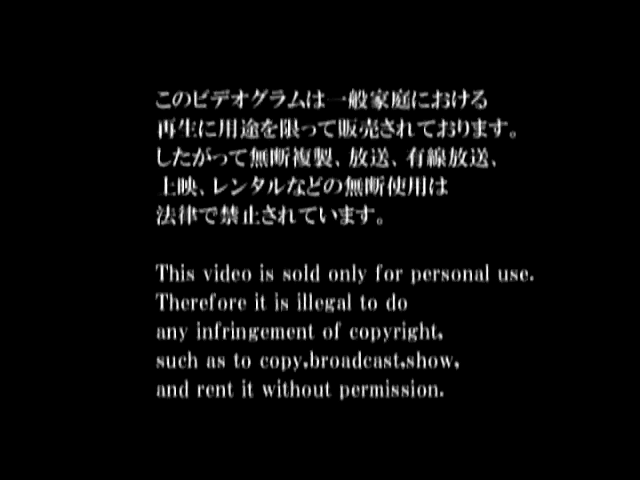 このビデオグラムは一般家庭における
再生に用途を限って販売されております。
したがって無断複製、放送、有線放送、
上映、レンタルなどの無断使用は
法律で禁止されています。
This video is sold only for personal use.
Therefore it is illegal to do
any infringement of copyright,
such as to copy,broadcast,show,
and rent it without permission.